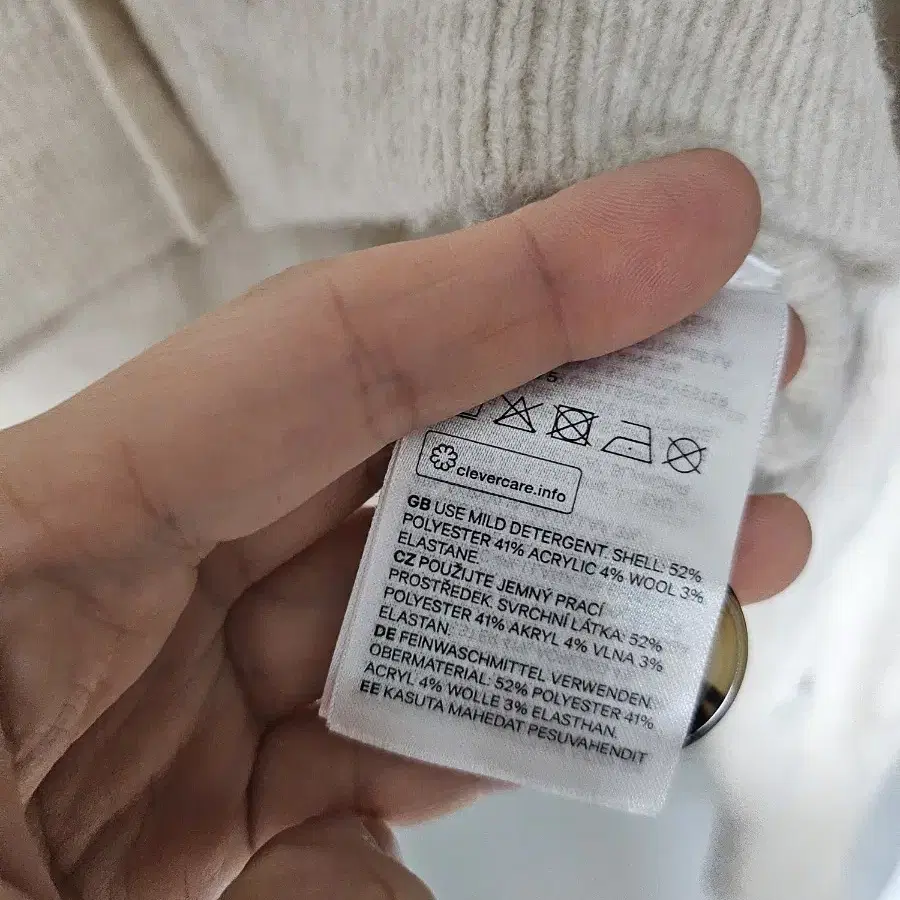 clevercare.info
GB USE MILD DETERGENT. SHELL: 52%
POLYESTER 41% ACRYLIC 4% WOOL 3%
ELASTANE.
CZ POUŽIJTE JEMNÝ PRACÍ
PROSTŘEDEK. SVRCHNÍ LÁTKA: 52%
POLYESTER 41% AKRYL 4% VLNA 3%
ELASTAN.
DE FEINWASCHMITTEL VERWENDEN.
OBERMATERIAL: 52% POLYESTER 41%
ACRYL 4% WOLLE 3% ELASTHAN.
EE KASUTA MAHEDAT PESUVAHENDIT